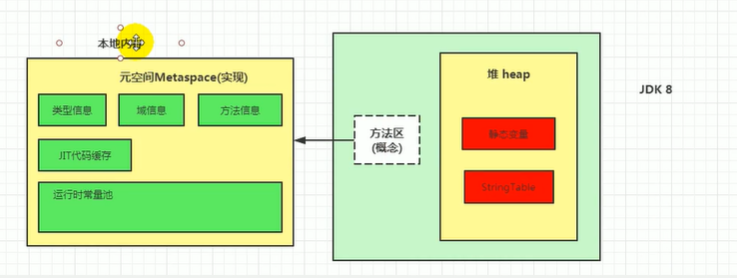 本地内
元空间Metaspace(实现)
类型信息
域信息
方法信息
JIT代码缓存
运行时常量池
方法区
(概念)
堆 heap
静态变量
StringTable
JDK 8